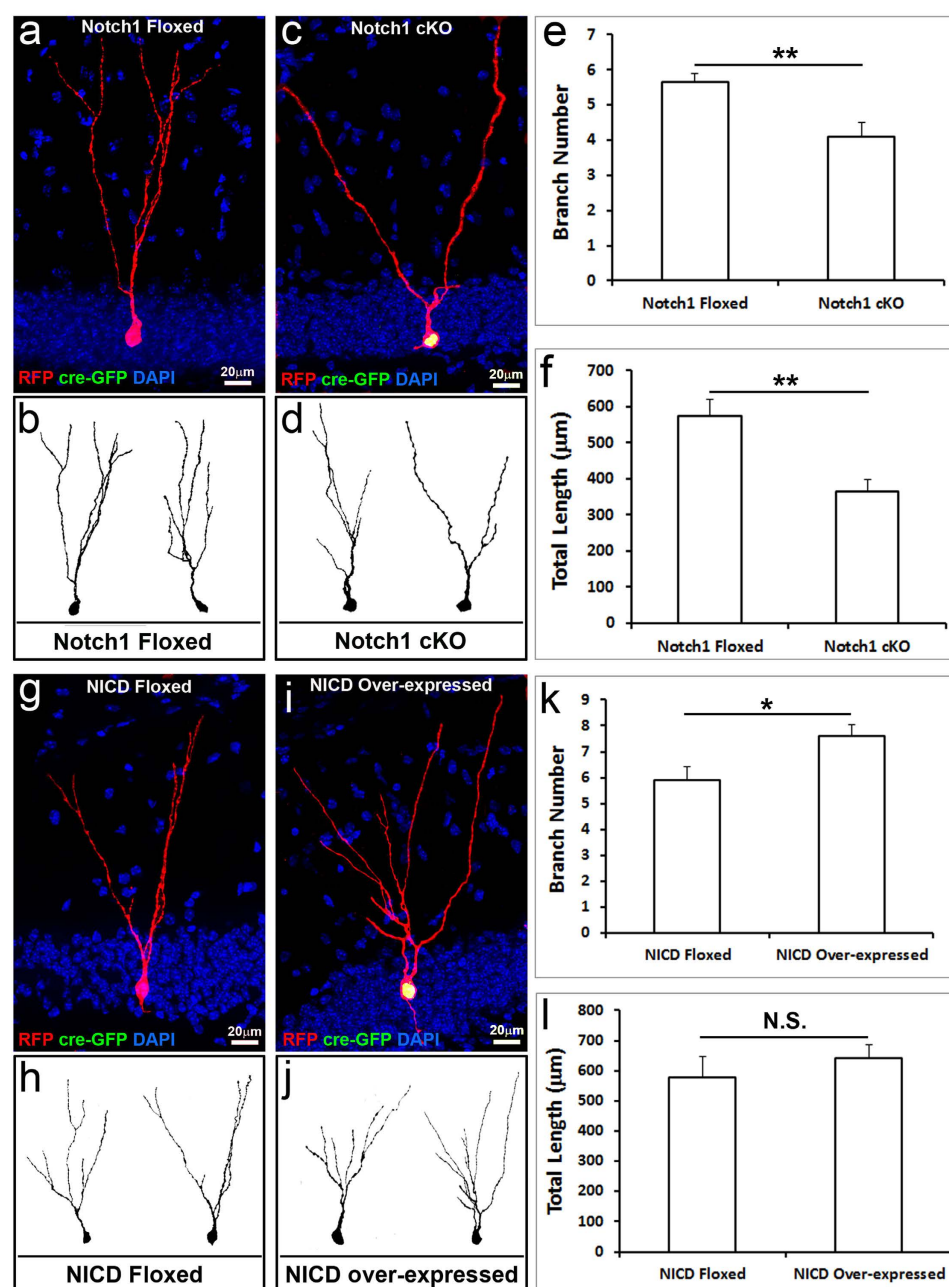 a
Notch1 Floxed
RFP cre-GFP DAPI
20μm
c
Notch1 cKO
RFP cre-GFP DAPI
20μm
e
7
6
5
4
3
2
1
0
Branch Number
**
Notch1 Floxed
Notch1 cKO
b
Notch1 Floxed
d
Notch1 cKO
f
700
600
500
400
300
200
100
0
Total Length (μm)
**
Notch1 Floxed
Notch1 cKO
g
NICD Floxed
RFP cre-GFP DAPI
20μm
i
NICD Over-expressed
RFP cre-GFP DAPI
20μm
k
9
8
7
6
5
4
3
2
1
0
Branch Number
*
NICD Floxed
NICD Over-expressed
h
NICD Floxed
j
NICD over-expressed
l
800
700
600
500
400
300
200
100
0
Total Length (μm)
N.S.
NICD Floxed
NICD Over-expressed